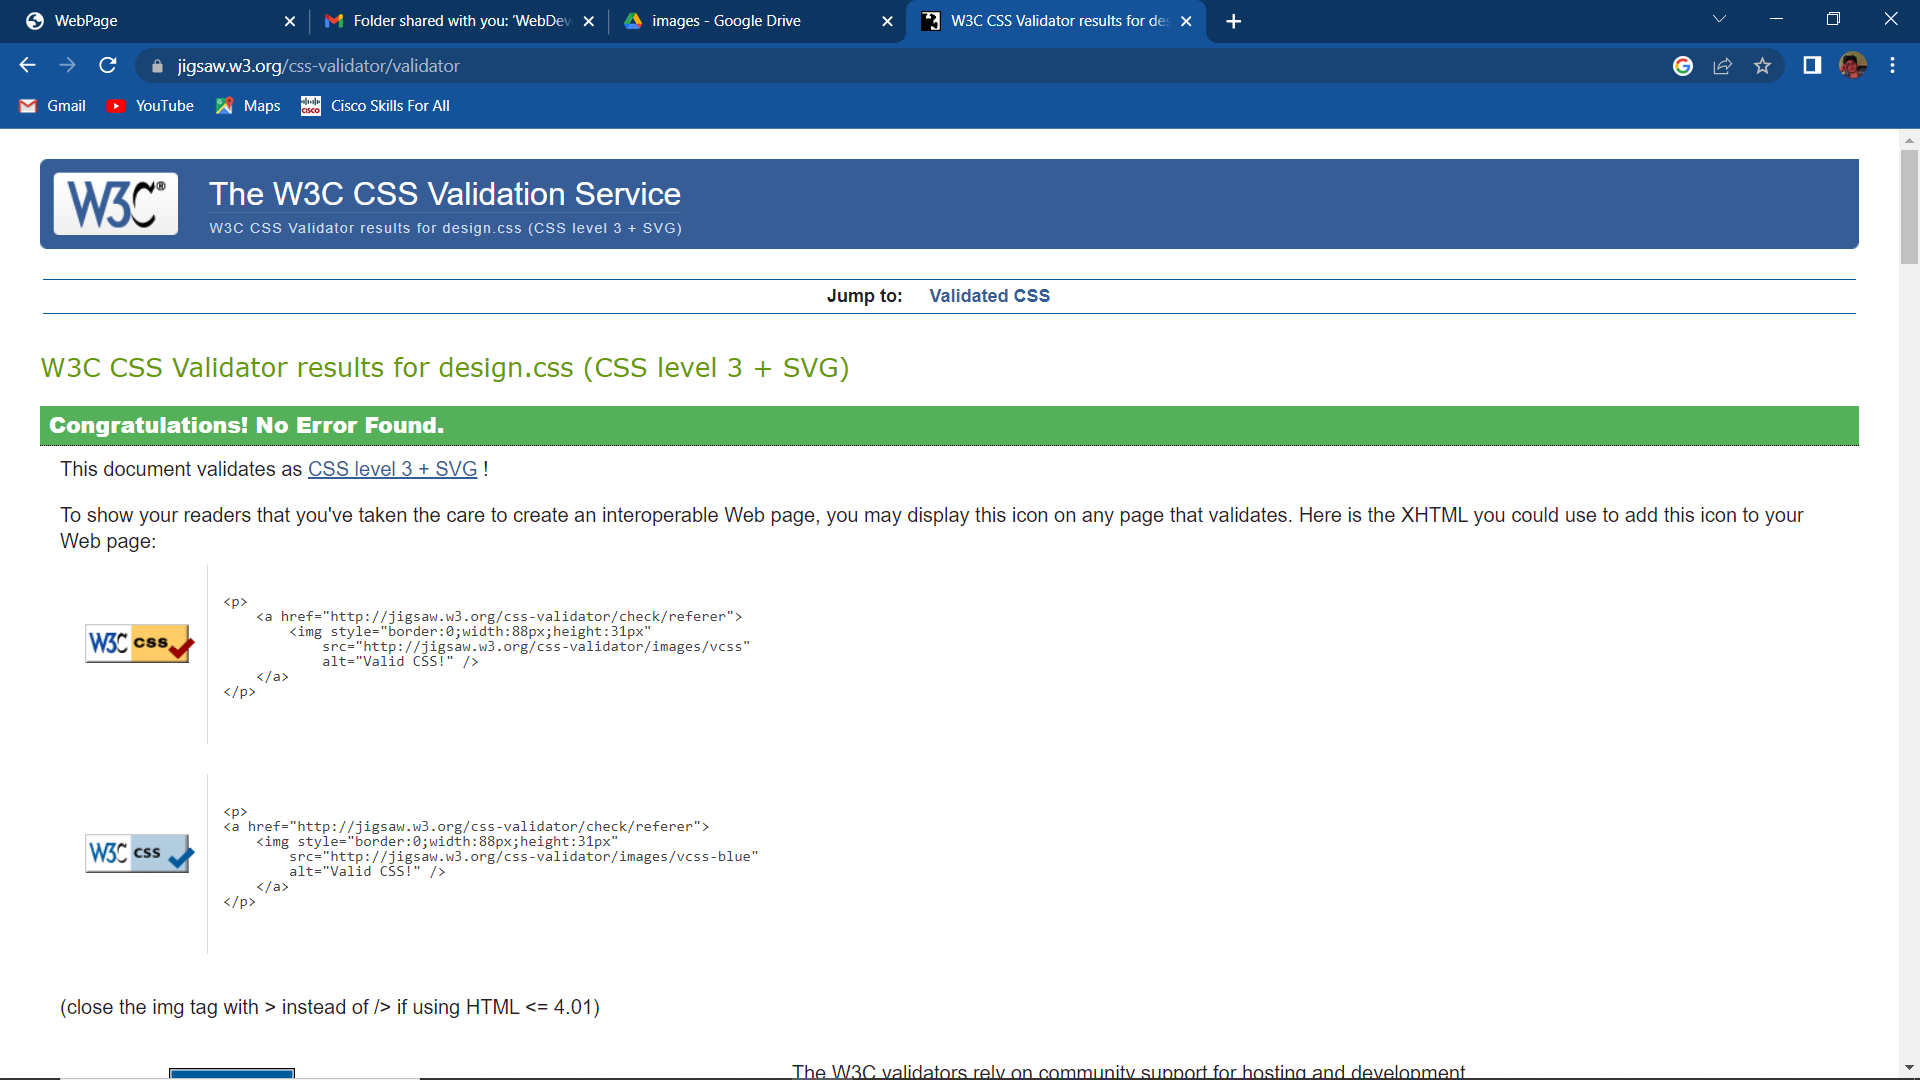 WebPage
Folder shared with you: 'WebDev
images - Google Drive
W3C CSS Validator results for des
jigsaw.w3.org/css-validator/validator
Gmail
YouTube
Maps
Cisco Skills For All
W3C®
The W3C CSS Validation Service
W3C CSS Validator results for design.css (CSS level 3 + SVG)
Jump to: Validated CSS
W3C CSS Validator results for design.css (CSS level 3 + SVG)
Congratulations! No Error Found.
This document validates as CSS level 3 + SVG !
To show your readers that you've taken the care to create an interoperable Web page, you may display this icon on any page that validates. Here is the XHTML you could use to add this icon to your
Web page:
W3C css
<p>
<a href="http://jigsaw.w3.org/css-validator/check/referer">
<img style="border:0;width:88px;height:31px"
src="http://jigsaw.w3.org/css-validator/images/vcss"
alt="Valid CSS!" />
</a>
</p>
W3C css
<p>
<a href="http://jigsaw.w3.org/css-validator/check/referer">
<img style="border:0;width:88px;height:31px"
src="http://jigsaw.w3.org/css-validator/images/vcss-blue"
alt="Valid CSS!" />
</a>
</p>
(close the img tag with > instead of /> if using HTML <= 4.01)
The W3C validators rely on community support for hosting and development